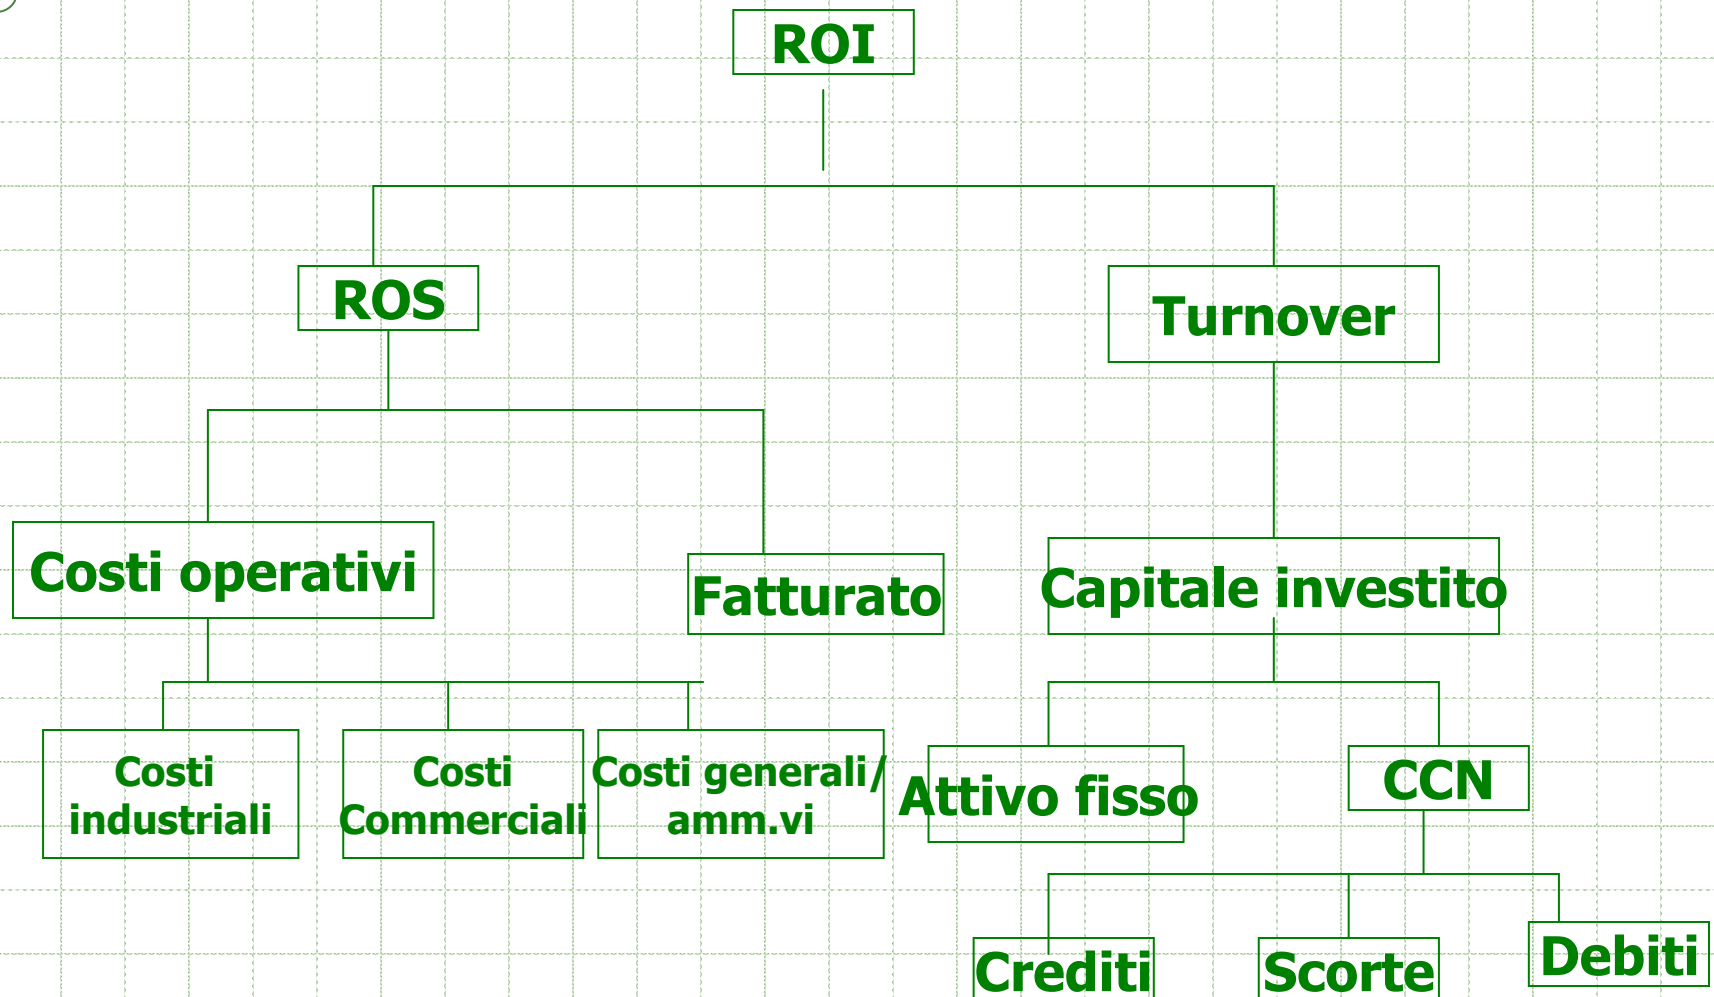 ROI
ROS
Turnover
Costi operativi
Fatturato
Capitale investito
Costi
industriali
Costi
Commerciali
Costi generali/
amm.vi
Attivo fisso
CCN
Crediti
Scorte
Debiti